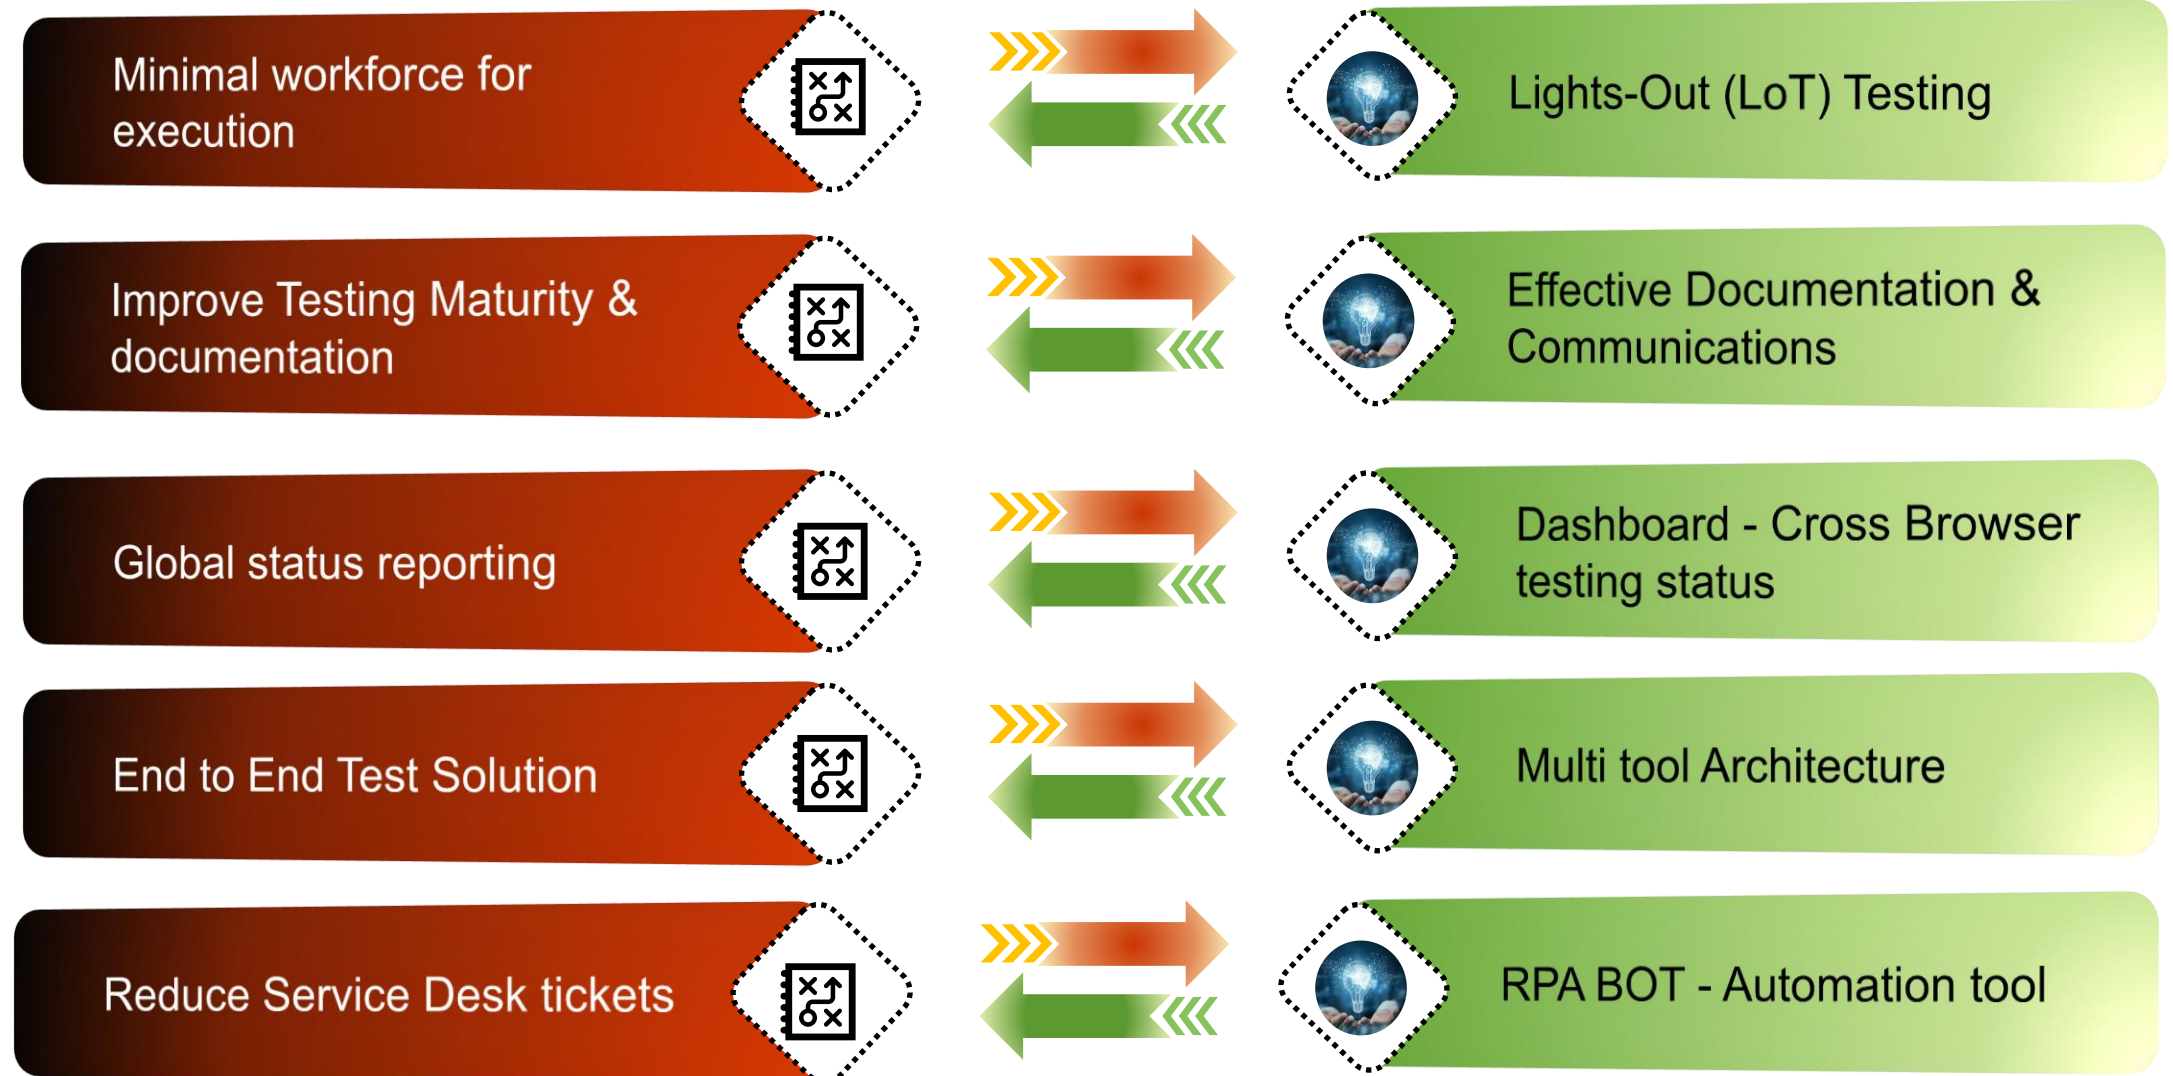 Minimal workforce for
execution
Lights-Out (LoT) Testing
Improve Testing Maturity &
documentation
Effective Documentation &
Communications
Global status reporting
Dashboard - Cross Browser
testing status
End to End Test Solution
Multi tool Architecture
Reduce Service Desk tickets
RPA BOT - Automation tool